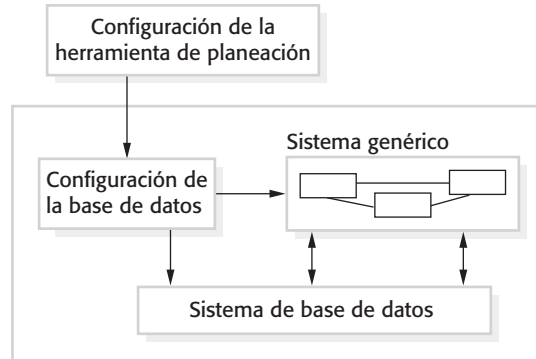 Configuración de la
herramienta de planeación
Sistema genérico
Configuración de
la base de datos
Sistema de base de datos